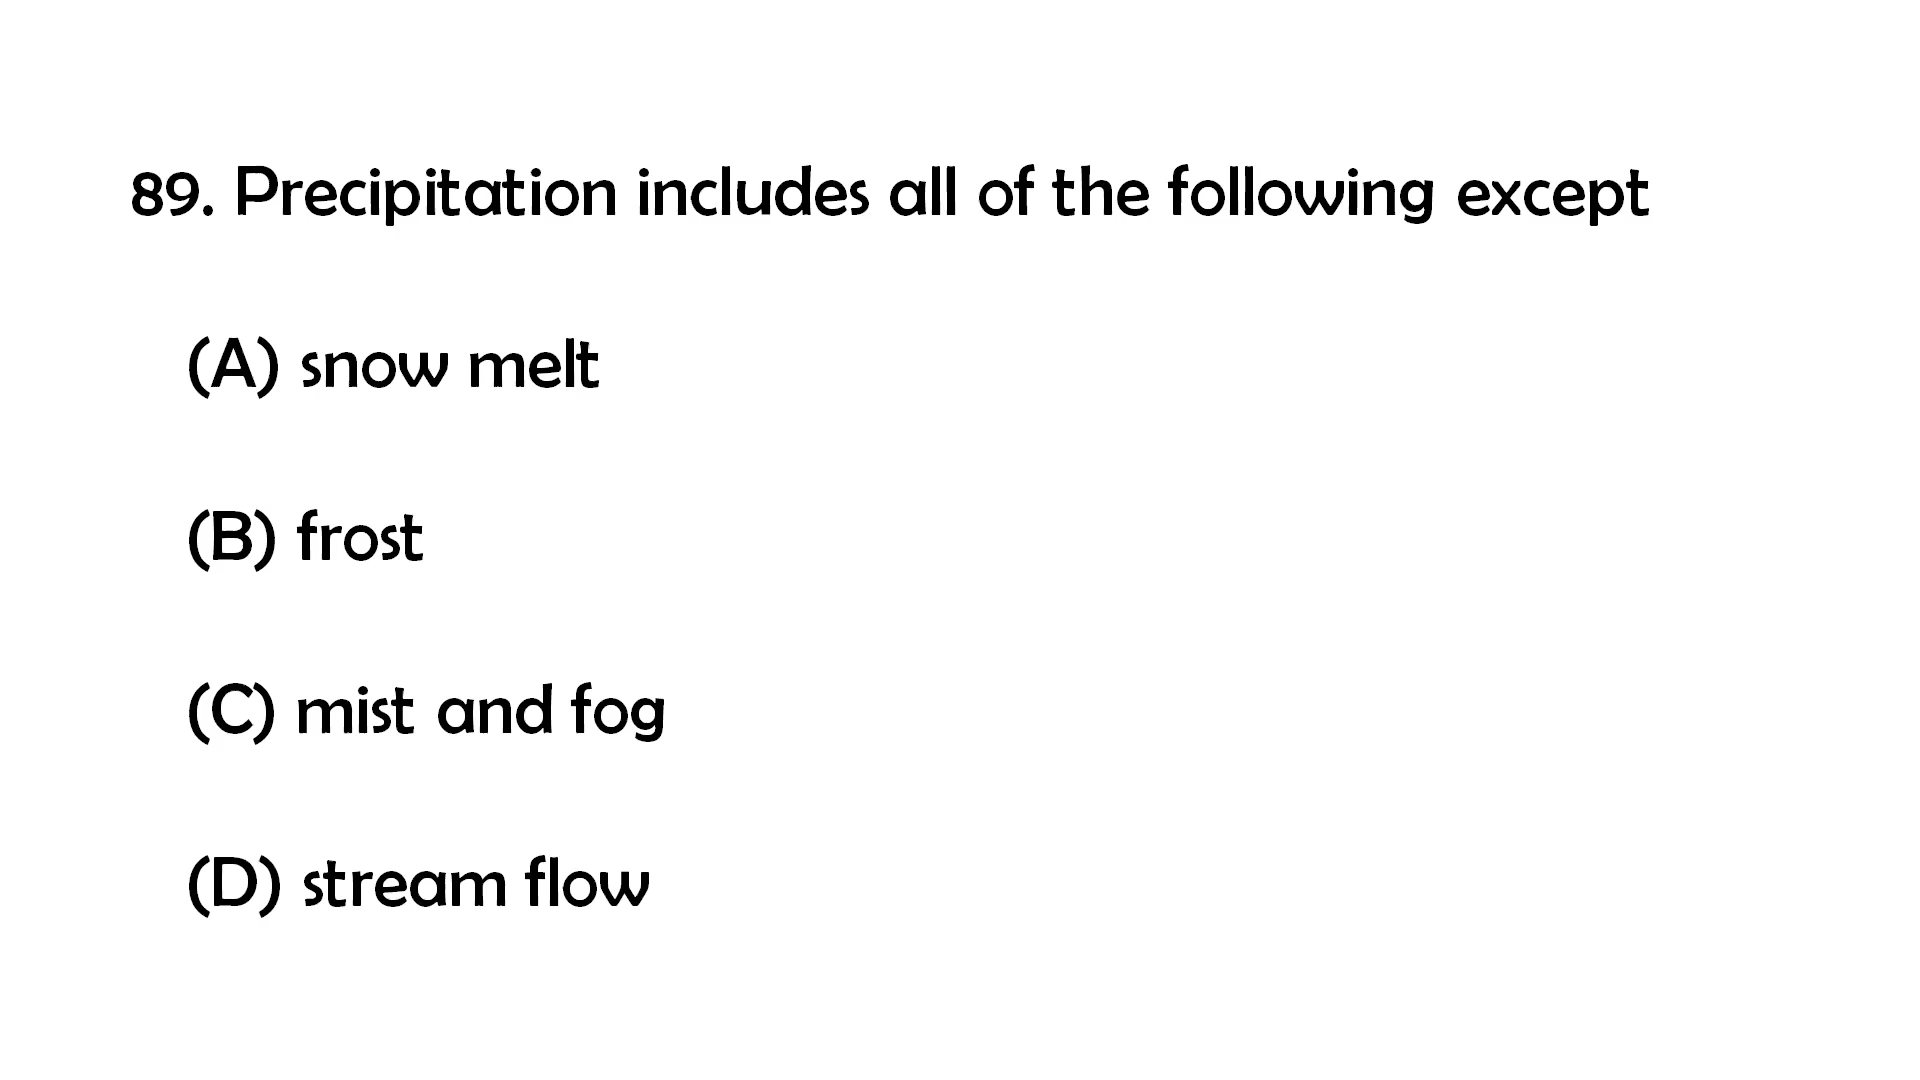 89. Precipitation includes all of the following except
(A) snow melt
(B) frost
(C) mist and fog
(D) stream flow